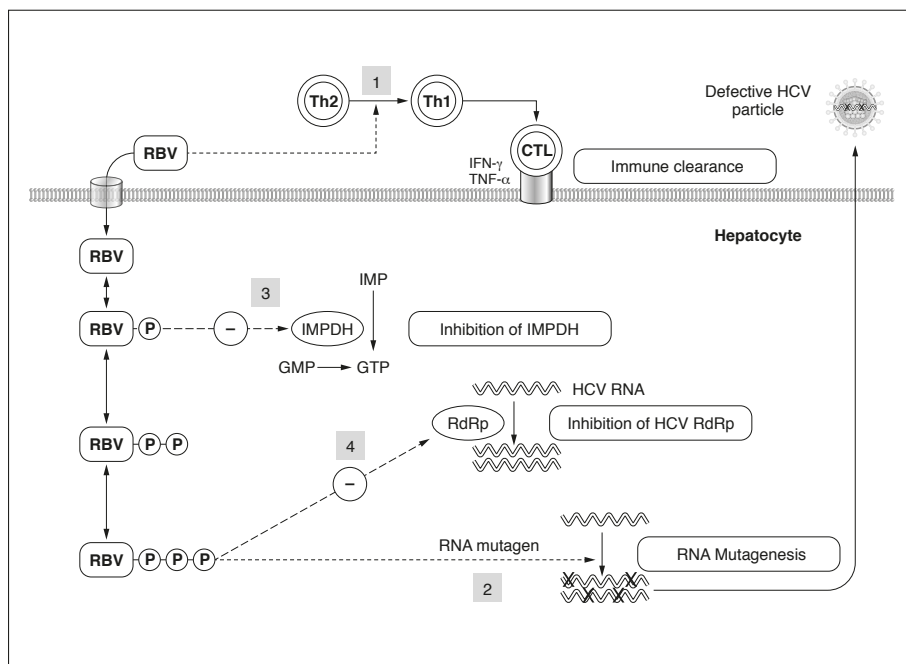 1
Th2
Th1
Defective HCV
particle
RBV
CTL
IFN-γ
TNF-α
Immune clearance
Hepatocyte
RBV
IMP
3
RBV
P
–
IMPDH
Inhibition of IMPDH
GMP
GTP
HCV RNA
RdRp
Inhibition of HCV RdRp
4
RBV
P
P
–
RNA mutagen
RNA Mutagenesis
RBV
P
P
P
2
X
X
X
X